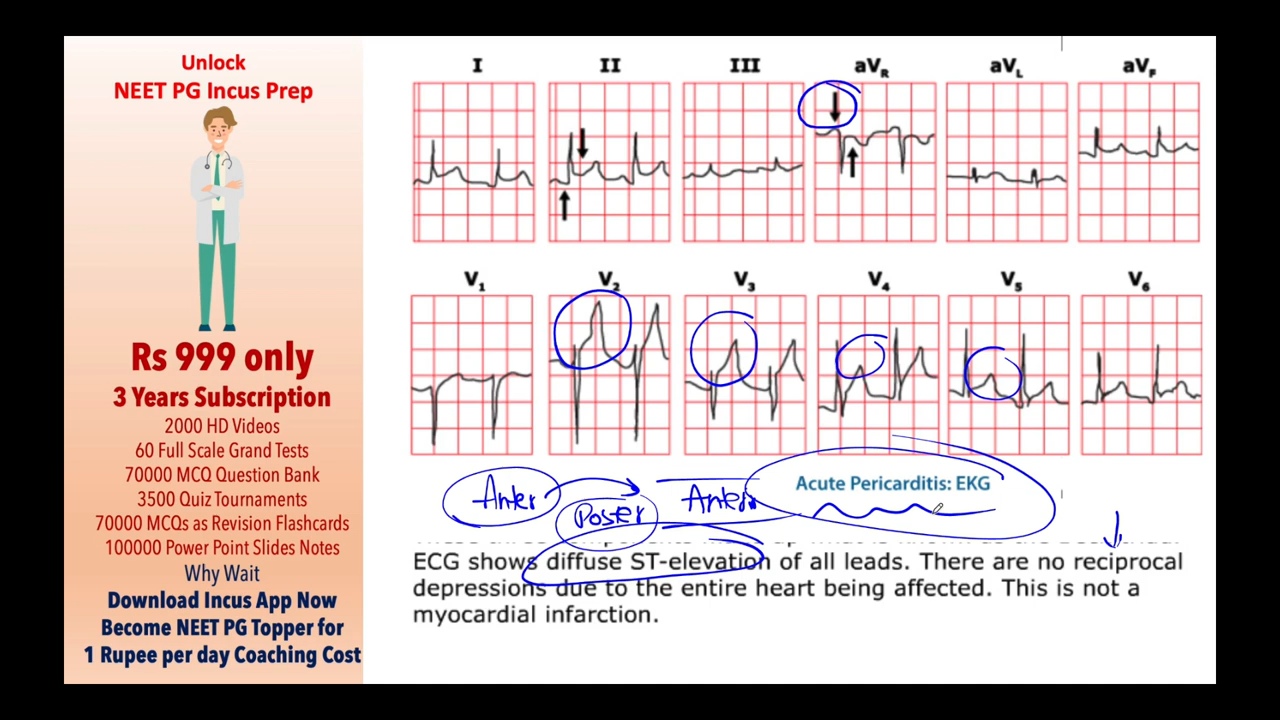 Unlock
NEET PG Incus Prep
Rs 999 only
3 Years Subscription
2000 HD Videos
60 Full Scale Grand Tests
70000 MCQ Question Bank
3500 Quiz Tournaments
70000 MCQs as Revision Flashcards
100000 Power Point Slides Notes
Why Wait
Download Incus App Now
Become NEET PG Topper for
1 Rupee per day Coaching Cost
I II III aVR aVL aVF
V1 V2 V3 V4 V5 V6
Acute Pericarditis: EKG
Poster
ECG shows diffuse ST-elevation of all leads. There are no reciprocal
depressions due to the entire heart being affected. This is not a
myocardial infarction.